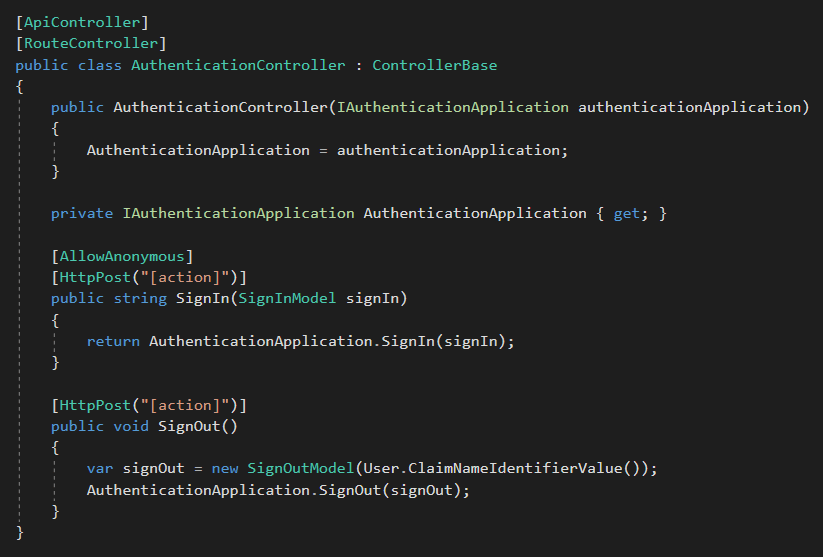 [ApiController]
[RouteController]
public class AuthenticationController : ControllerBase
{
    public AuthenticationController(IAuthenticationApplication authenticationApplication)
    {
        AuthenticationApplication = authenticationApplication;
    }

    private IAuthenticationApplication AuthenticationApplication { get; }

    [AllowAnonymous]
    [HttpPost("[action]")]
    public string SignIn(SignInModel signIn)
    {
        return AuthenticationApplication.SignIn(signIn);
    }

    [HttpPost("[action]")]
    public void SignOut()
    {
        var signOut = new SignOutModel(User.ClaimNameIdentifierValue());
        AuthenticationApplication.SignOut(signOut);
    }
}